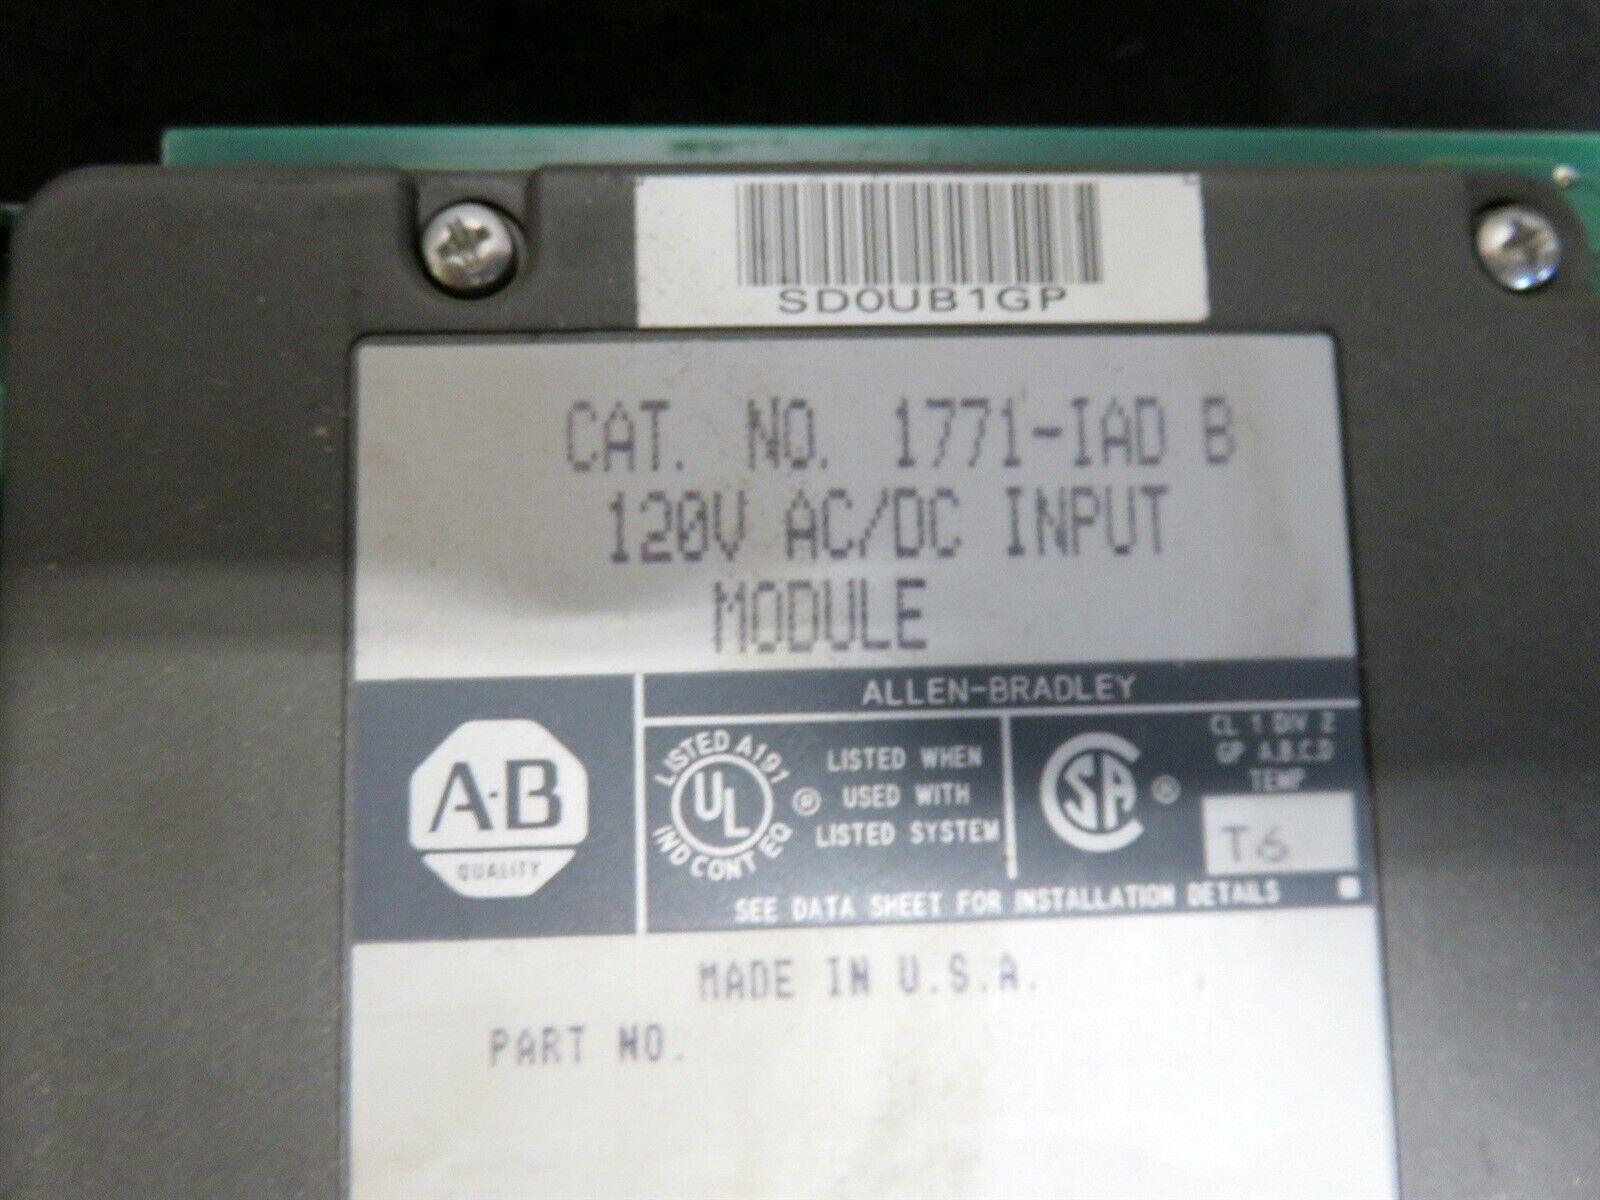 SD0UB1GP
CAT. NO. 1771-IAD B
120V AC/DC INPUT
MODULE
ALLEN-BRADLEY
A-B
QUALITY
LISTED A191
UL
IND CONT EQ
®
LISTED WHEN
USED WITH
LISTED SYSTEM
CSA ®
CL 1 DIV 2
GP A.B.C.D
TEMP
T6
SEE DATA SHEET FOR INSTALLATION DETAILS
MADE IN U.S.A.
PART NO.